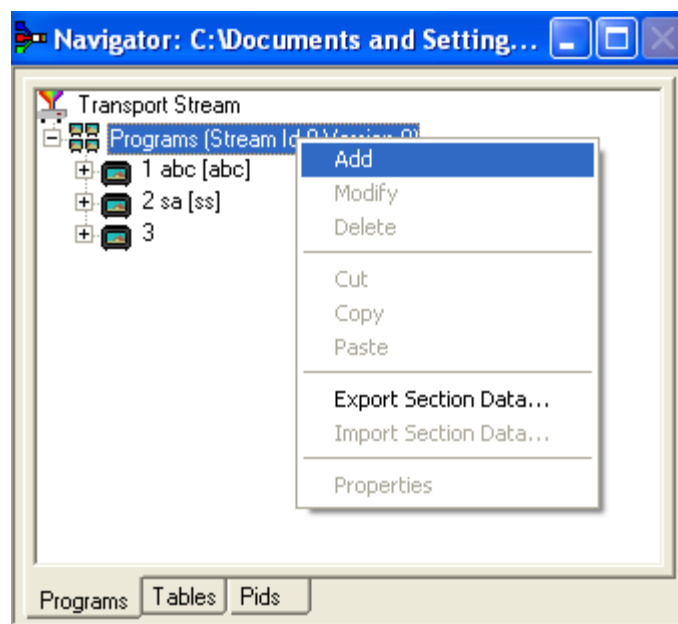 Navigator: C:\Documents and Setting...
Transport Stream
Programs (Stream Id 0 Version 0)
1 abc [abc]
2 sa [ss]
3
Add
Modify
Delete
Cut
Copy
Paste
Export Section Data...
Import Section Data...
Properties
Programs Tables Pids